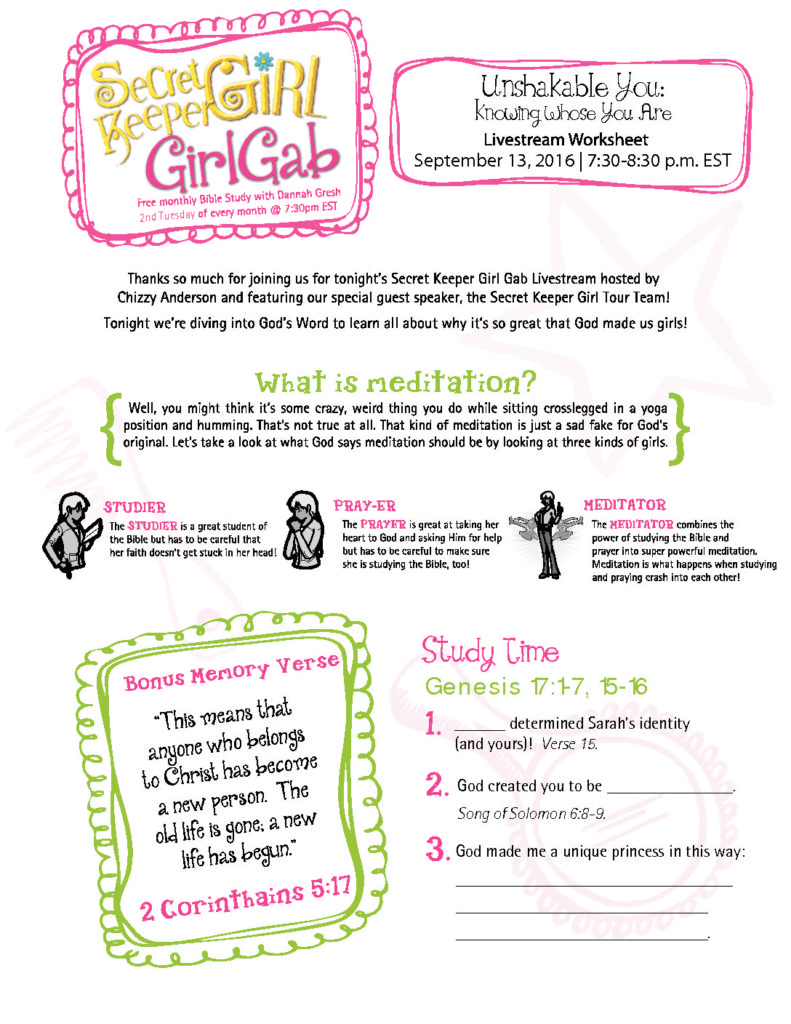 Secret
Keeper GiRL
GirlGab
Free monthly Bible Study with Dannah Gresh
2nd Tuesday of every month @ 7:30pm EST
Unshakable You:
Knowing Whose You Are
Livestream Worksheet
September 13, 2016 | 7:30-8:30 p.m. EST
Thanks so much for joining us for tonight's Secret Keeper Girl Gab Livestream hosted by
Chizzy Anderson and featuring our special guest speaker, the Secret Keeper Girl Tour Team!
Tonight we're diving into God's Word to learn all about why it's so great that God made us girls!
What is meditation?
Well, you might think it's some crazy, weird thing you do while sitting crosslegged in a yoga
position and humming. That's not true at all. That kind of meditation is just a sad fake for God's
original. Let's take a look at what God says meditation should be by looking at three kinds of girls.
STUDIER
The STUDIER is a great student of
the Bible but has to be careful that
her faith doesn't get stuck in her head!
PRAY-ER
The PRAYER is great at taking her
heart to God and asking Him for help
but has to be careful to make sure
she is studying the Bible, too!
MEDITATOR
The MEDITATOR combines the
power of studying the Bible and
prayer into super powerful meditation.
Meditation is what happens when studying
and praying crash into each other!
Bonus Memory Verse
"This means that
anyone who belongs
to Christ has become
a new person. The
old life is gone; a new
life has begun."
2 Corinthains 5:17
Study Time
Genesis 17:1-7, 15-16
1. ______ determined Sarah's identity
(and yours)! Verse 15.
2. God created you to be _______________.
Song of Solomon 6:8-9.
3. God made me a unique princess in this way:
_________________________________
______________________________
______________________________.